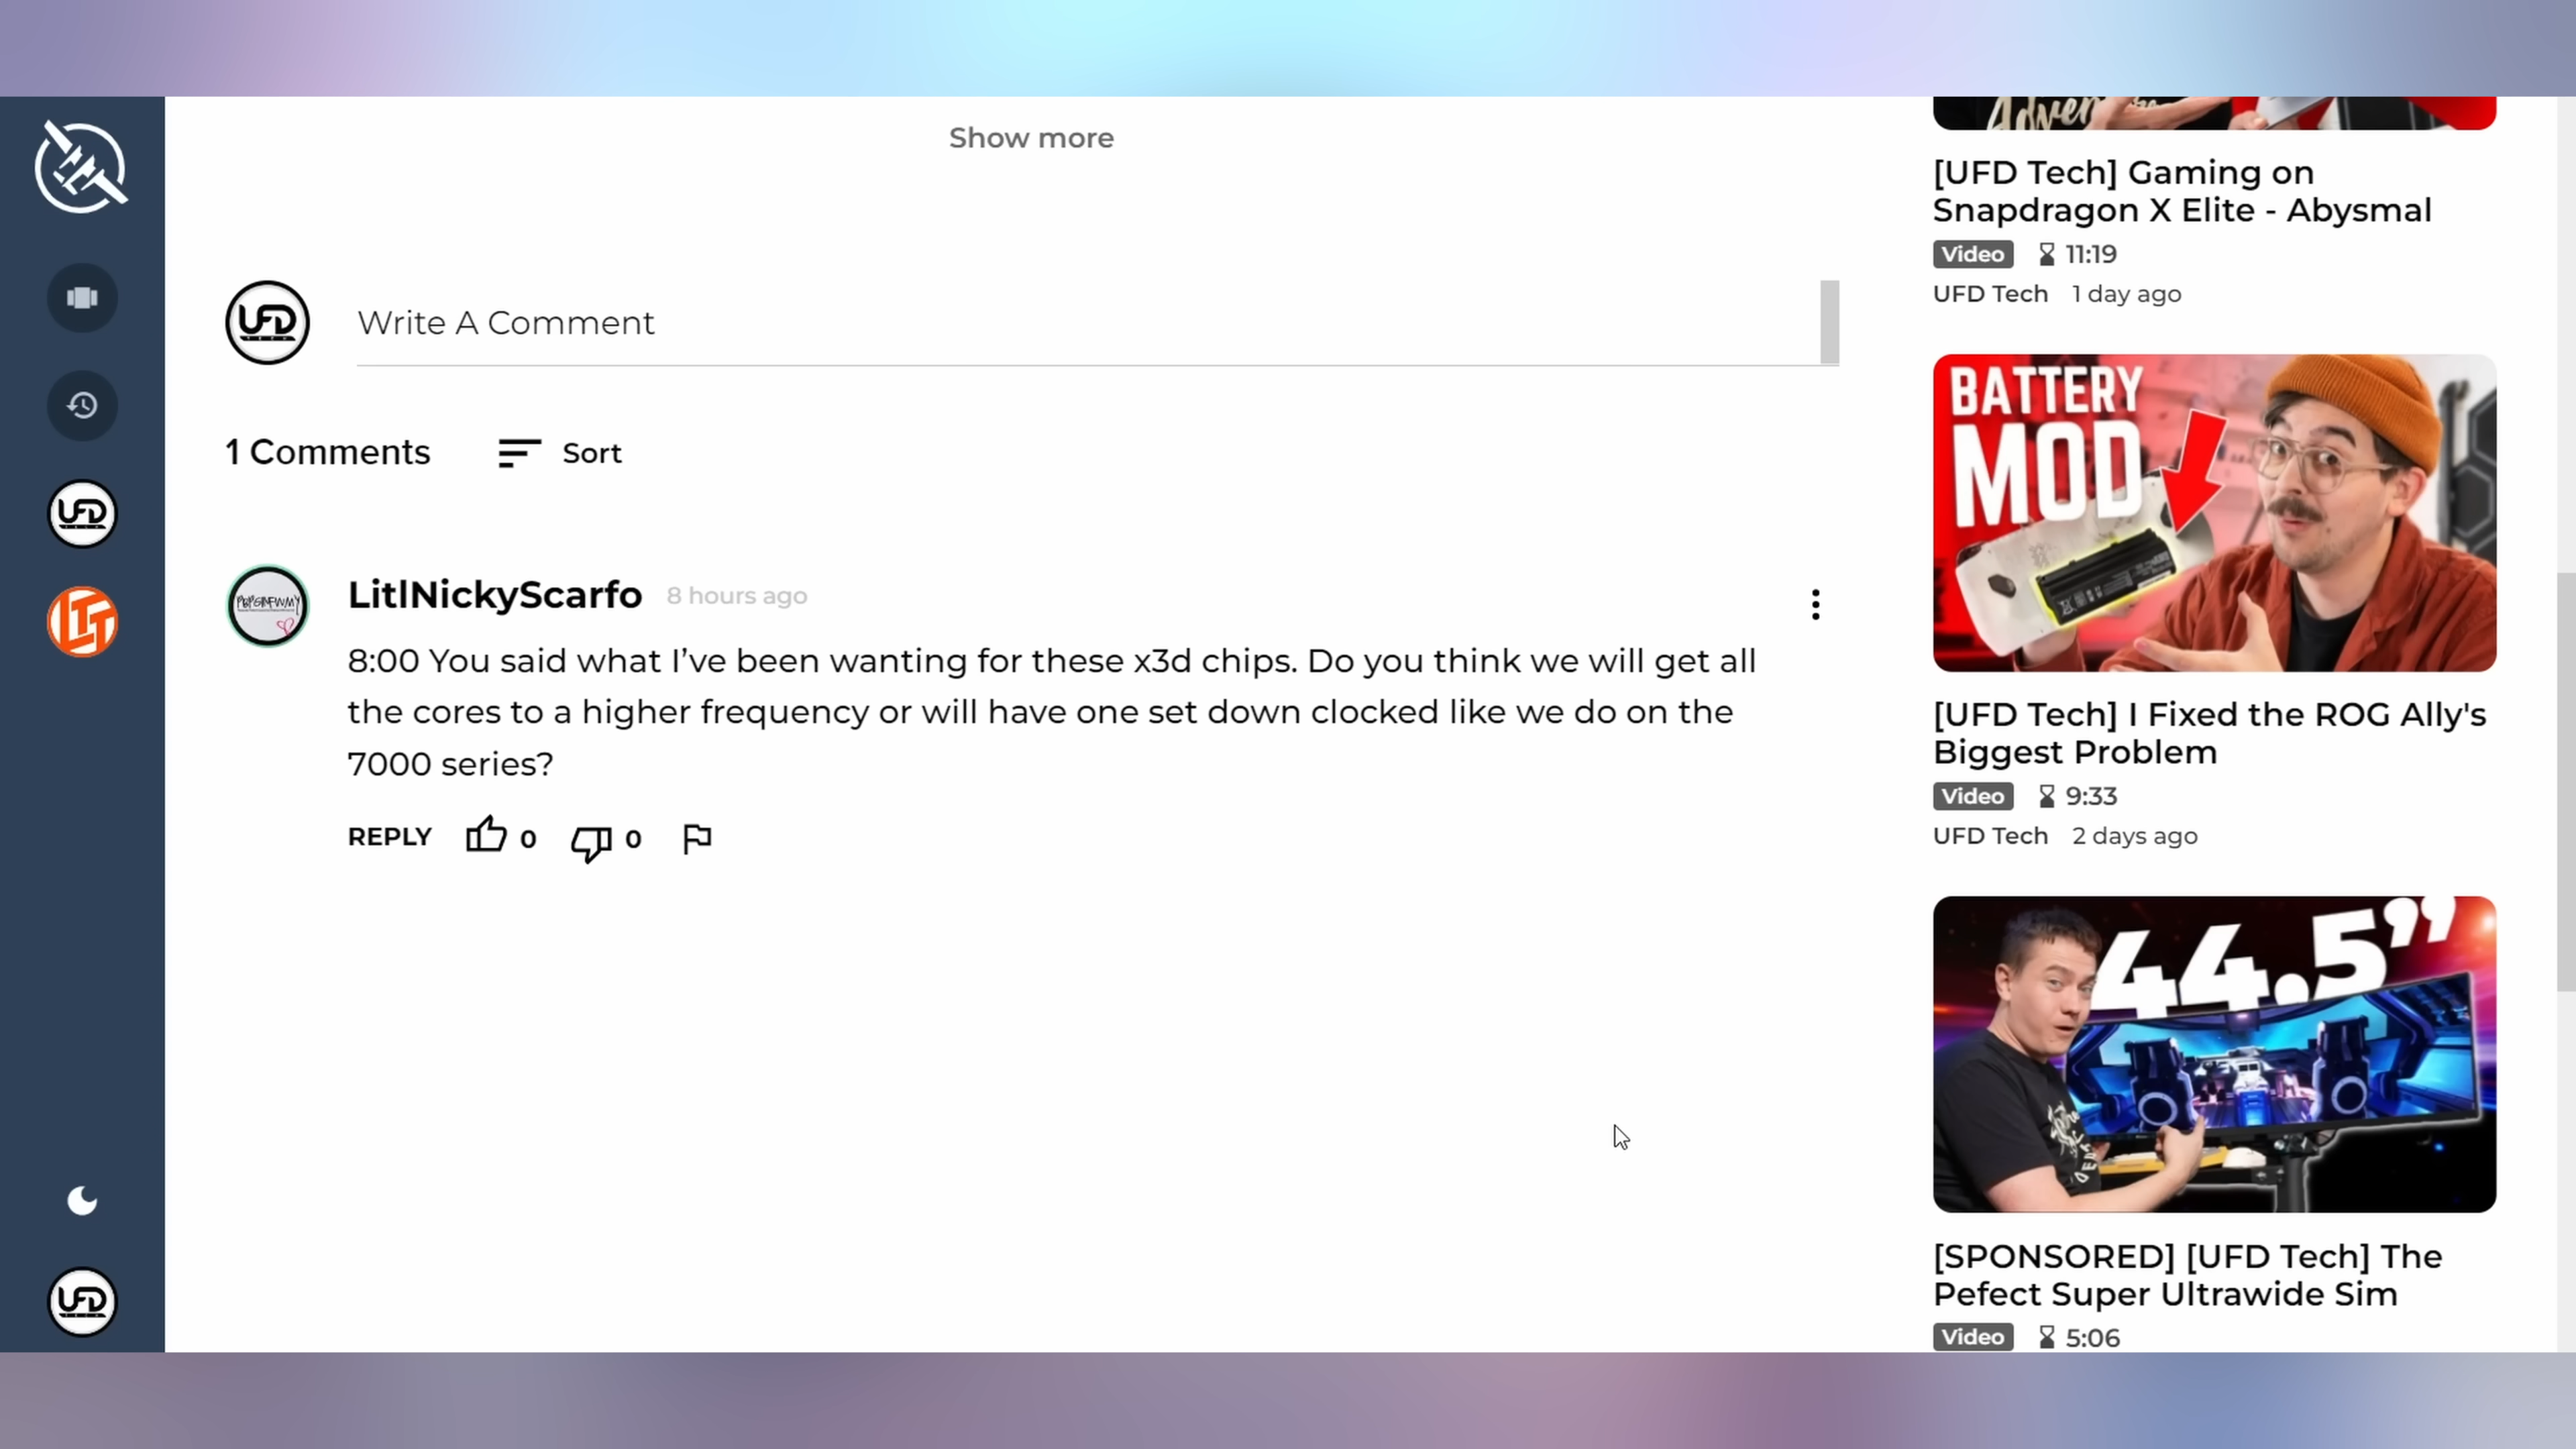 Show more
Write A Comment
1 Comments
Sort
LitlNickyScarfo 8 hours ago
8:00 You said what I’ve been wanting for these x3d chips. Do you think we will get all
the cores to a higher frequency or will have one set down clocked like we do on the
7000 series?
REPLY 0 0
[UFD Tech] Gaming on
Snapdragon X Elite - Abysmal
Video 11:19
UFD Tech 1 day ago
BATTERY
MOD
[UFD Tech] I Fixed the ROG Ally's
Biggest Problem
Video 9:33
UFD Tech 2 days ago
44.5”
[SPONSORED] [UFD Tech] The
Pefect Super Ultrawide Sim
Video 5:06
UFD
UFD
LTT
UFD